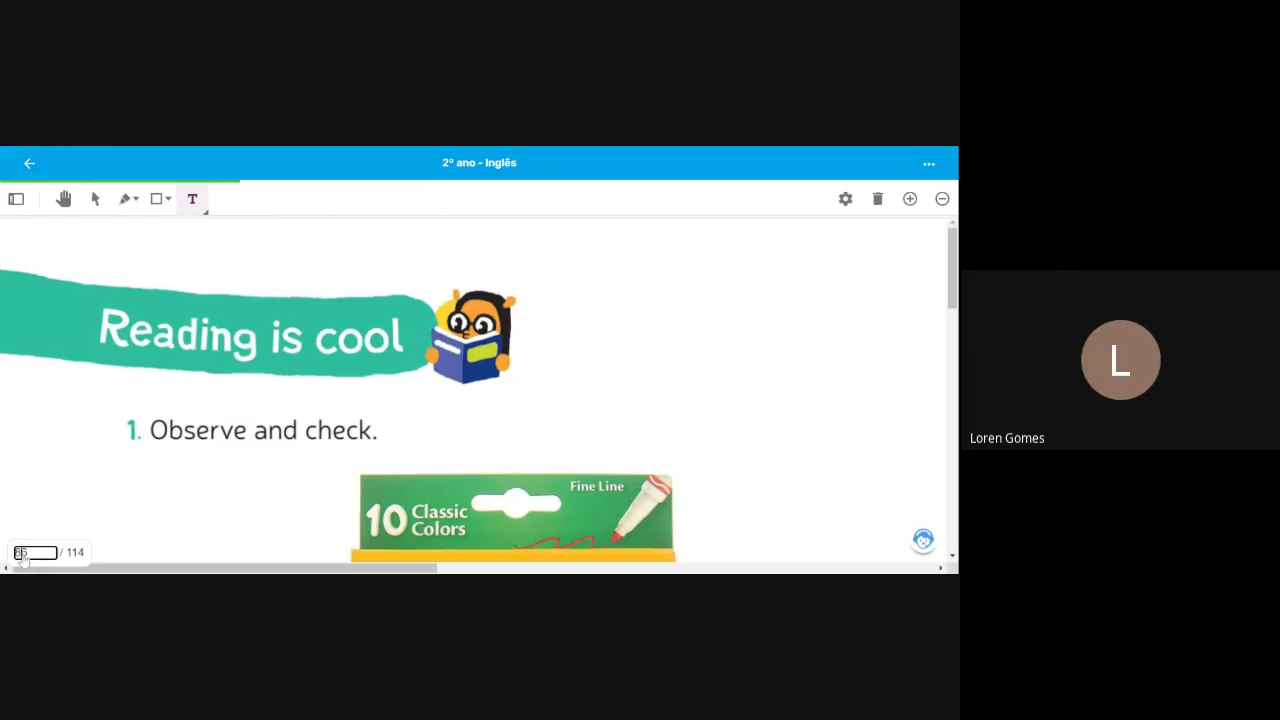 2º ano - Inglês
T
Reading is cool
1. Observe and check.
10 Classic
Colors
Fine Line
/ 114
L
Loren Gomes